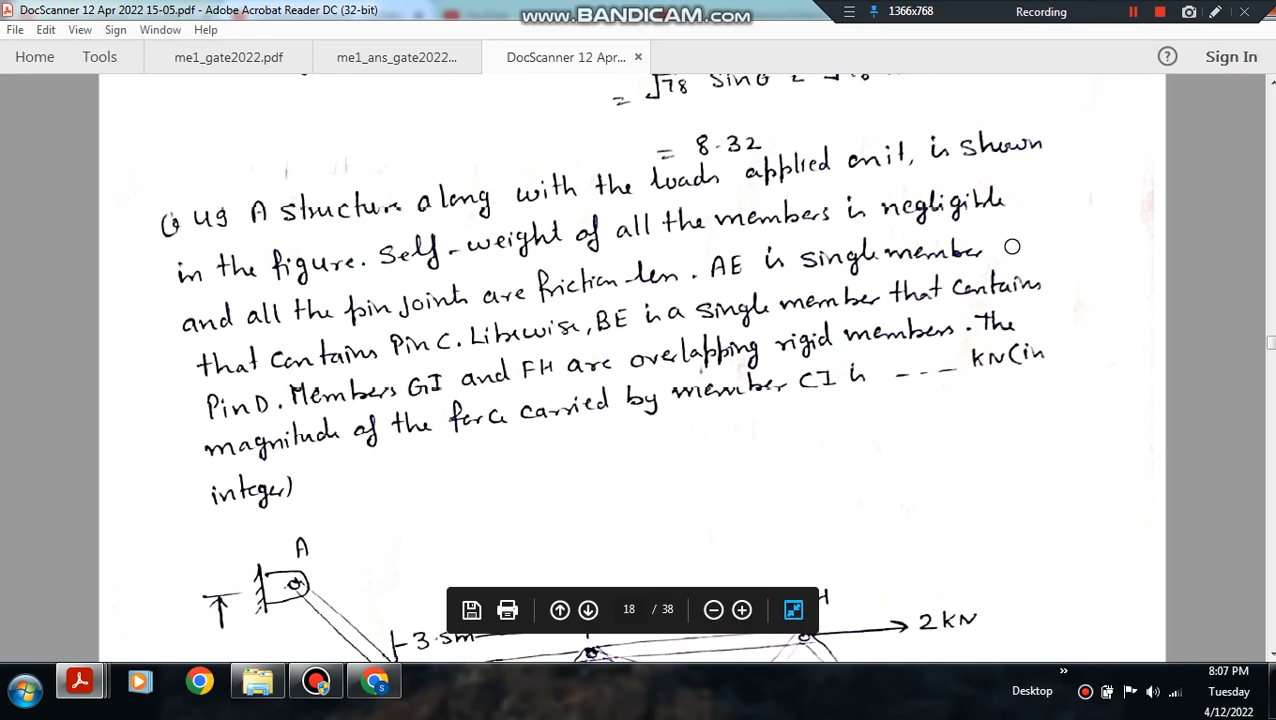 DocScanner 12 Apr 2022 15-05.pdf - Adobe Acrobat Reader DC (32-bit)
www.BANDICAM.com
1366x768
Recording
File Edit View Sign Window Help
Home Tools me1_gate2022.pdf me1_ans_gate2022... DocScanner 12 Apr... ×
Sign In
= √78 sinθ
= 8.32
Q 49 A structure along with the loads applied on it, is shown
in the figure. Self-weight of all the members is negligible
and all the pin joints are friction-less. AE is single member
that contains Pin C. Likewise, BE is a single member that contains
Pin D. Members GI and FH are overlapping rigid members. The
magnitude of the force carried by member CI is - - - KN (in
integer)
A
18 / 38
H
3.5m
2 kN
8:07 PM
Desktop
Tuesday
4/12/2022